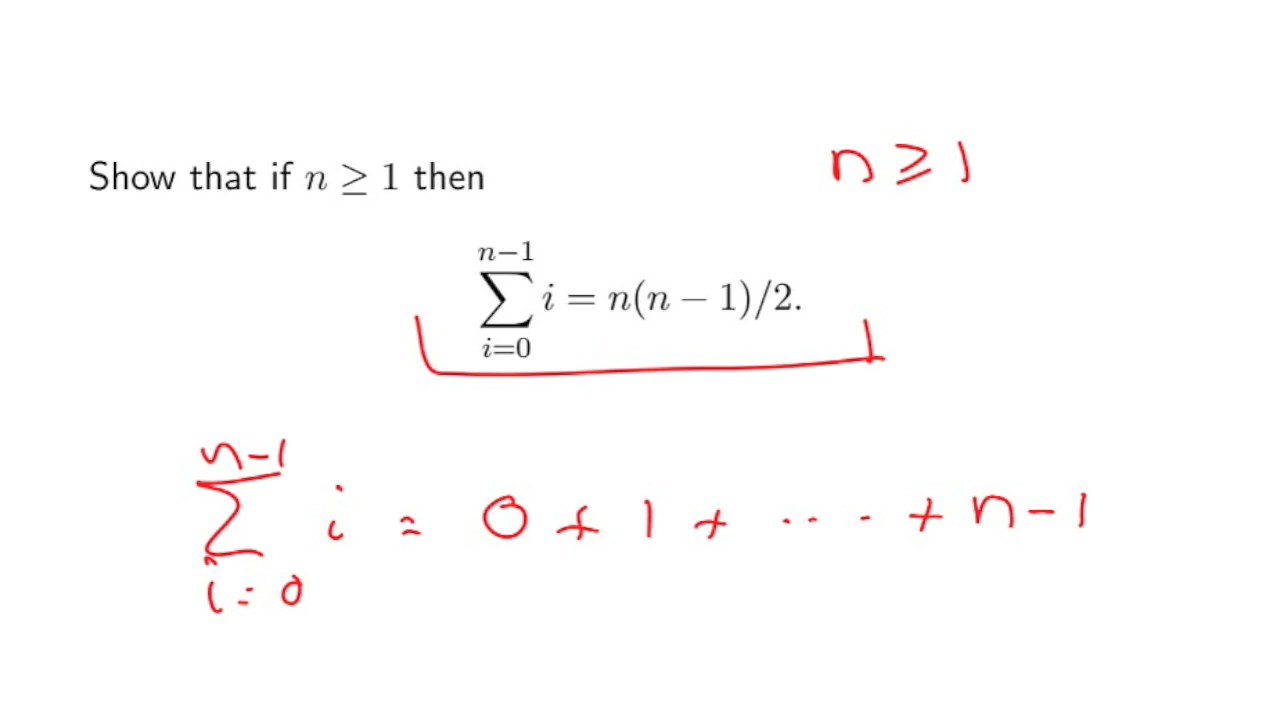 Show that if n ≥ 1 then
n ≥ 1
n−1
∑ i = n(n − 1)/2.
i=0
n-1
∑ i = 0 + 1 + ..... + n-1
i=0